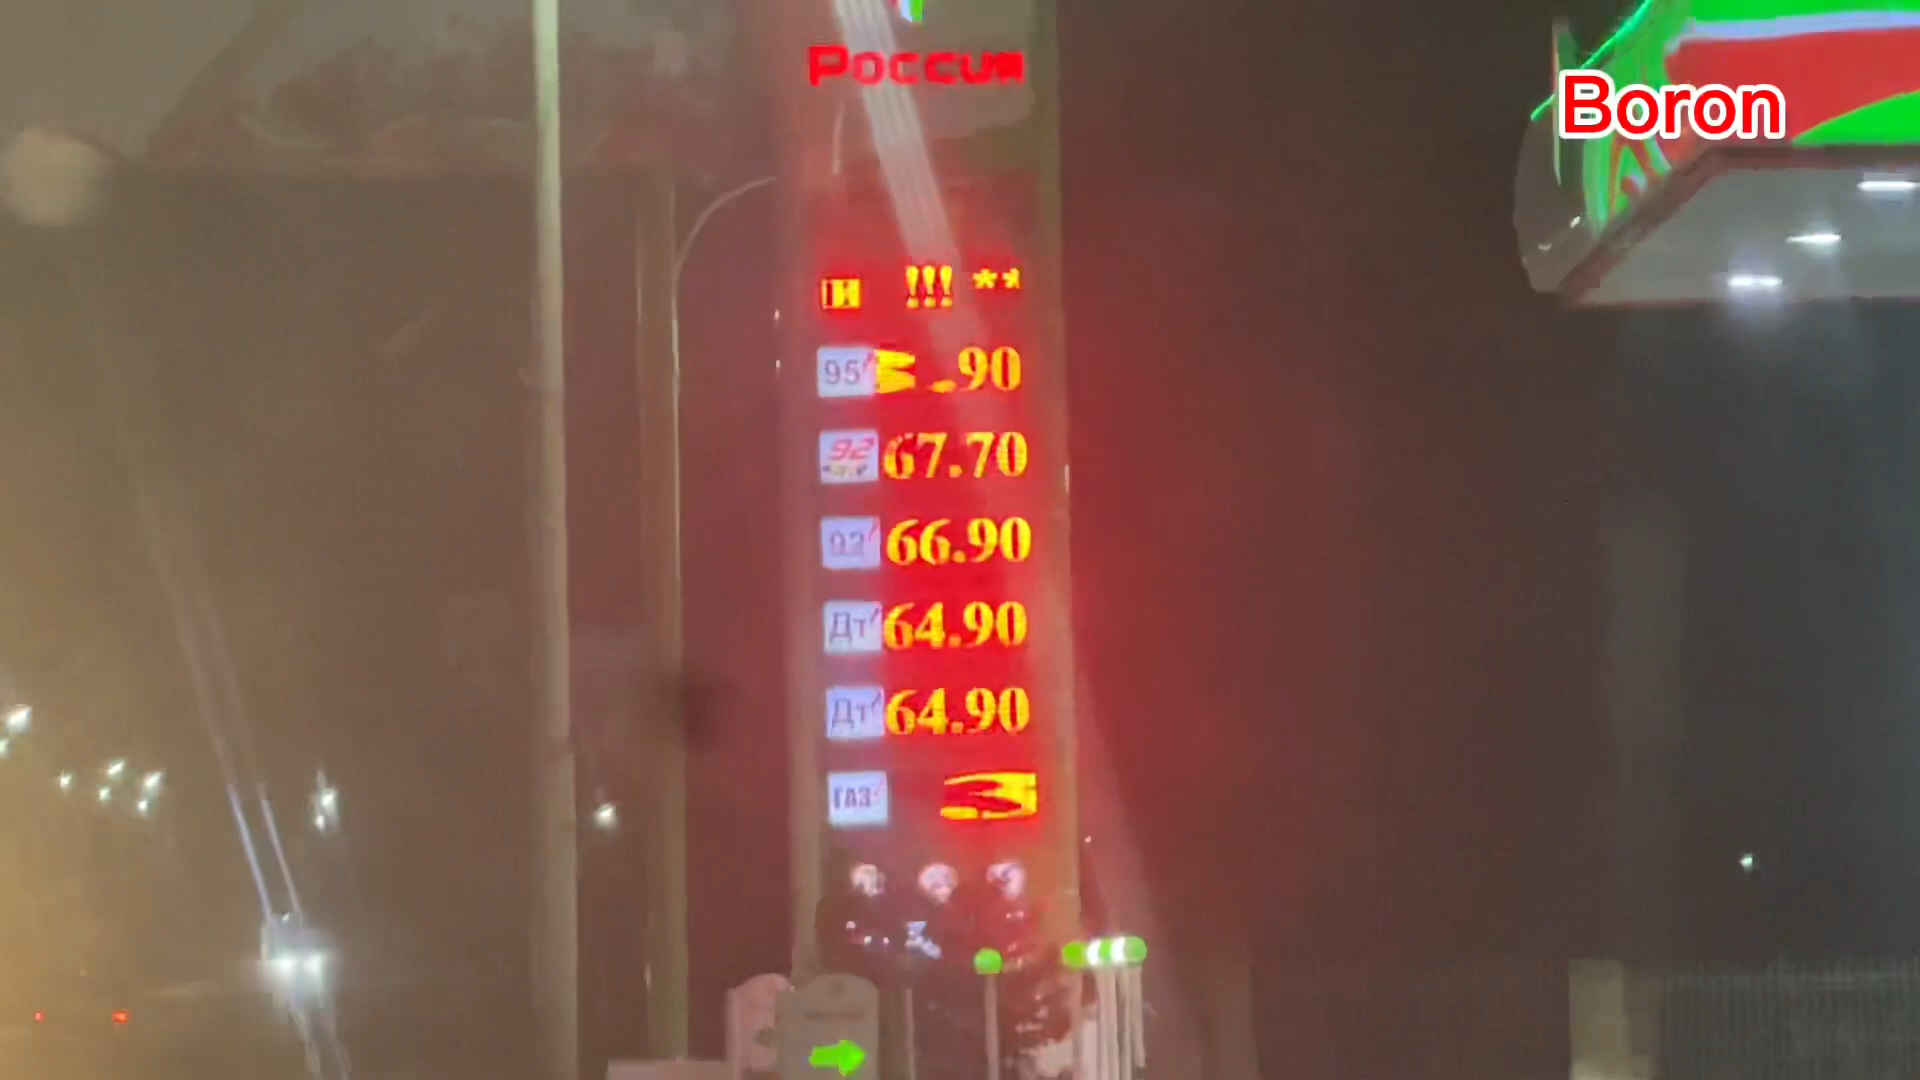 Россия
Boron
!!! **
95 .90
92 67.70
92 66.90
Дт 64.90
Дт 64.90
ГАЗ